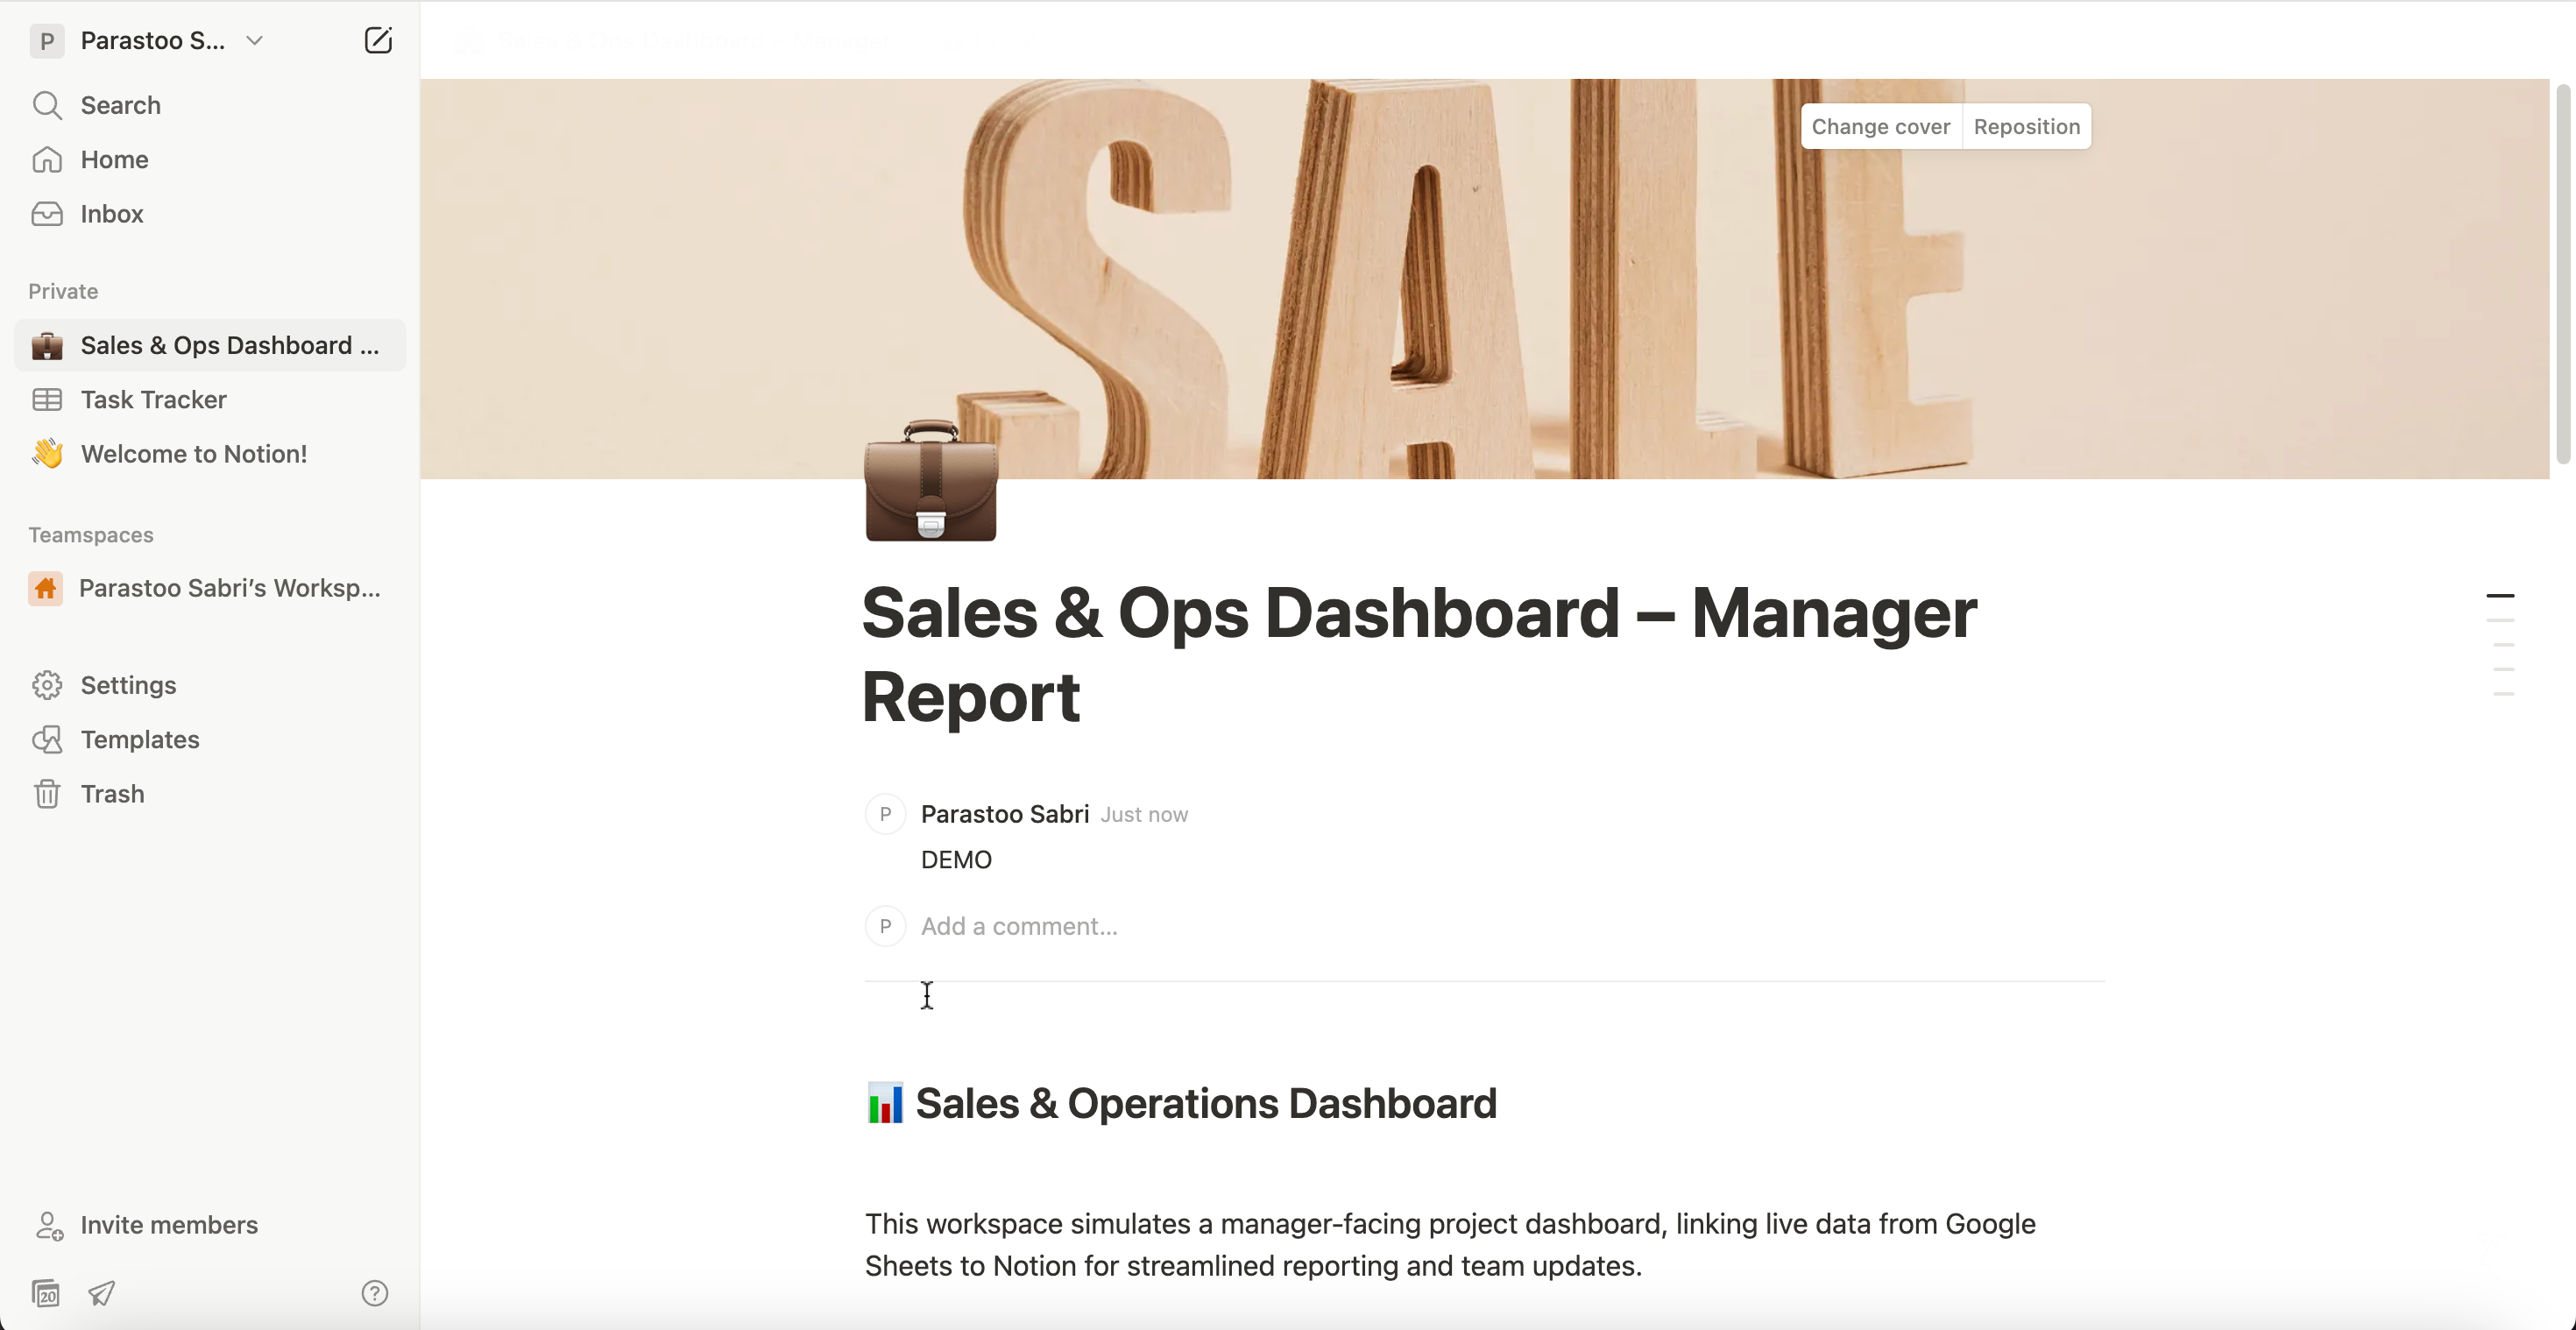 P Parastoo S...
Search
Home
Inbox
Private
Sales & Ops Dashboard ...
Task Tracker
Welcome to Notion!
Teamspaces
Parastoo Sabri’s Worksp...
Settings
Templates
Trash
Invite members
20
?
SALE
Change cover Reposition
Sales & Ops Dashboard – Manager
Report
P Parastoo Sabri Just now
DEMO
P Add a comment...
Sales & Operations Dashboard
This workspace simulates a manager-facing project dashboard, linking live data from Google
Sheets to Notion for streamlined reporting and team updates.